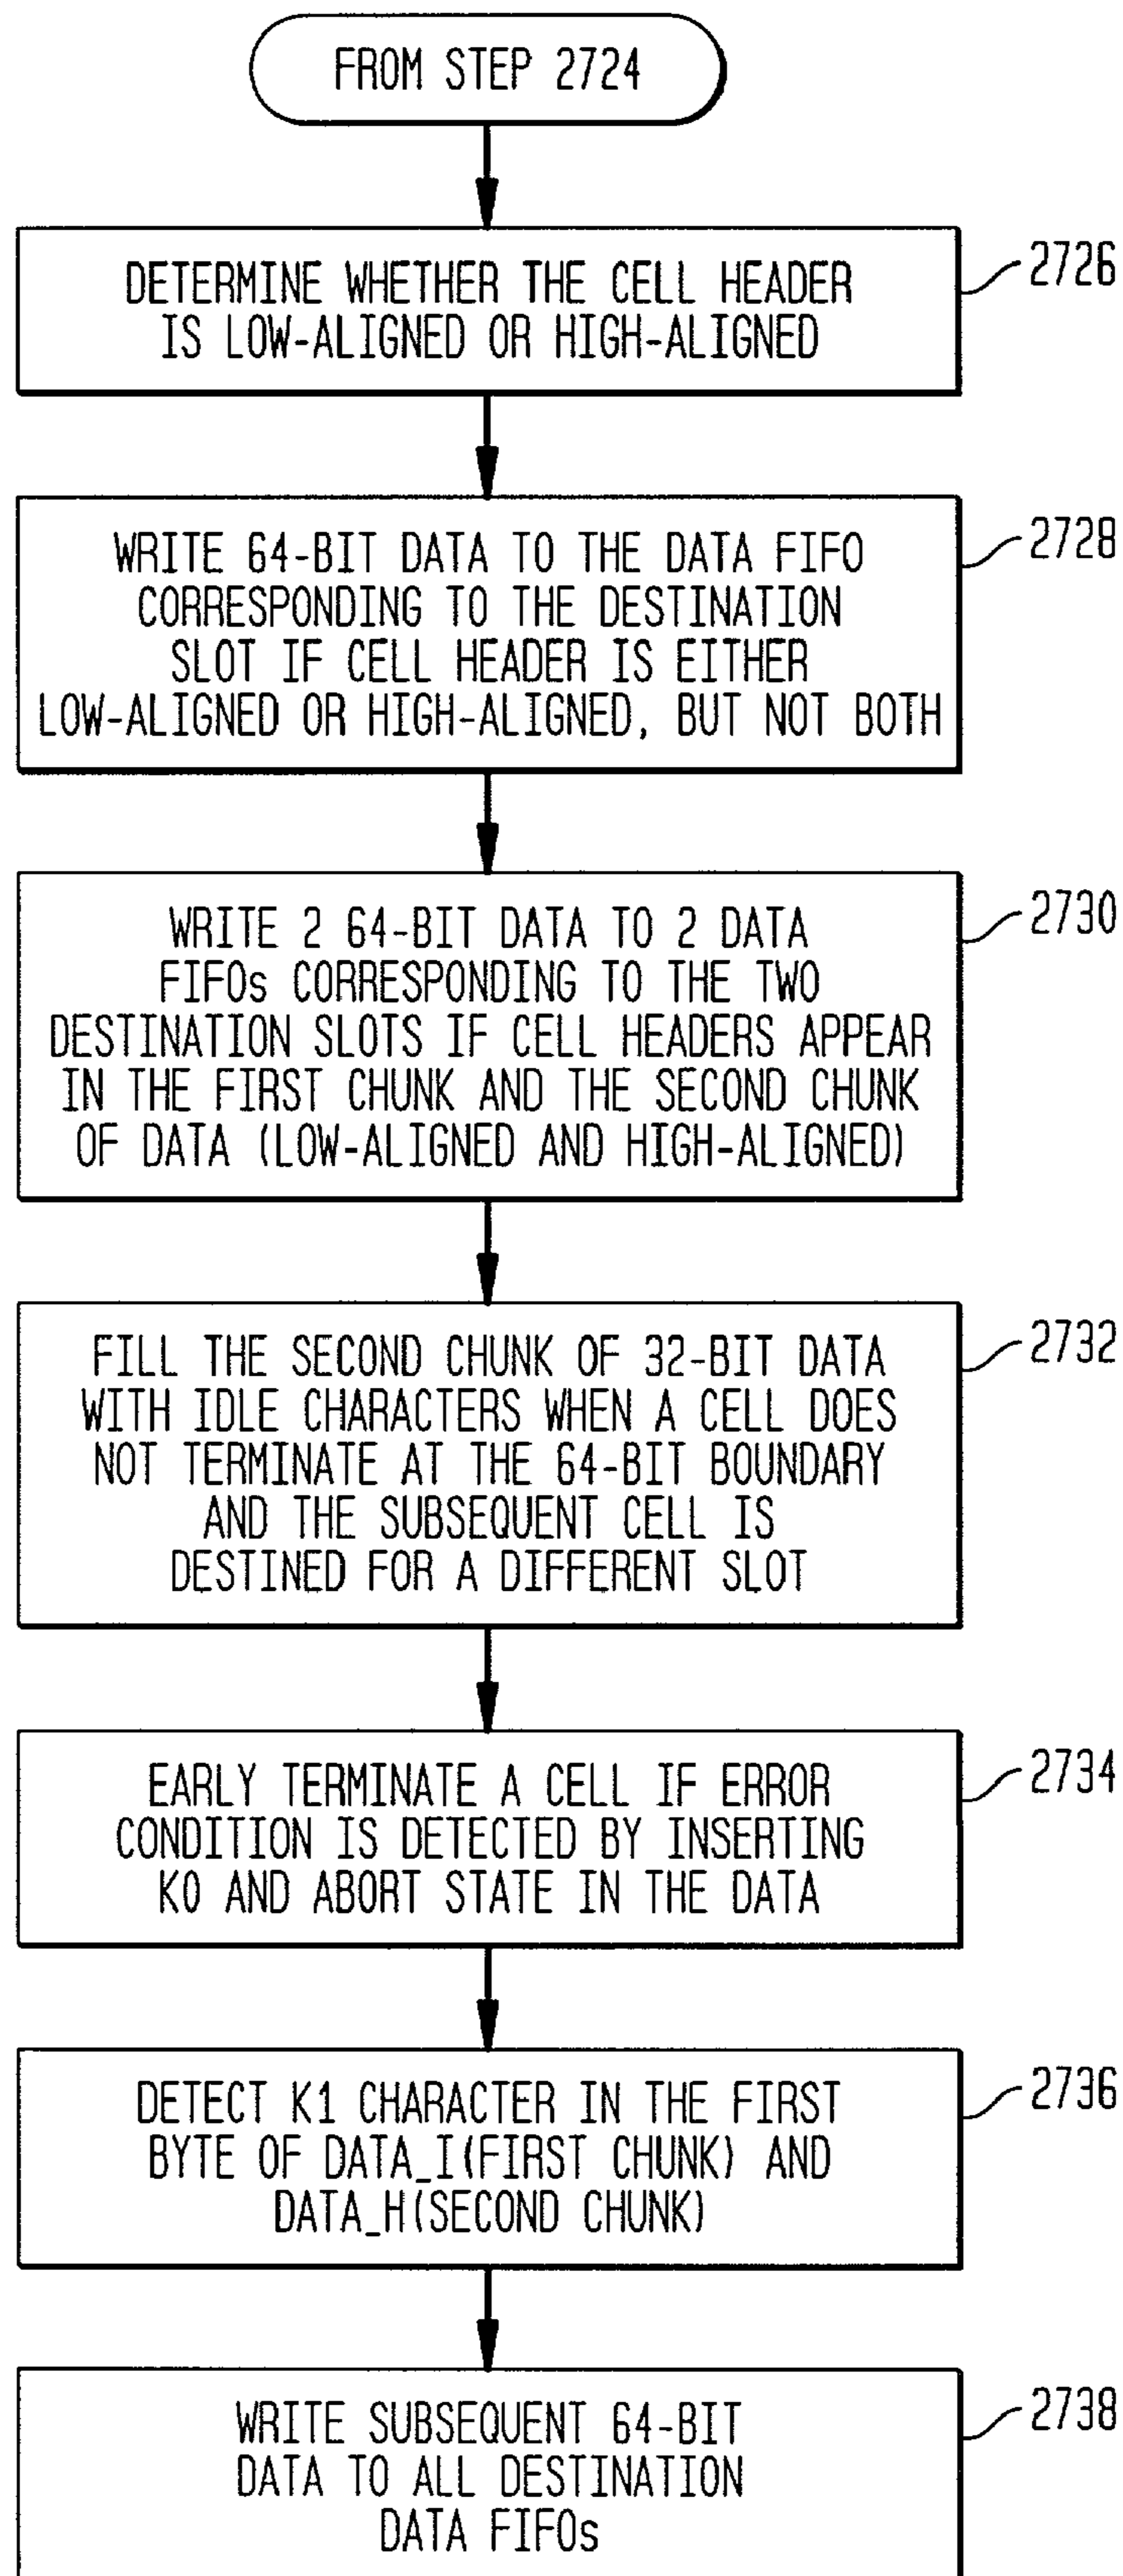 FROM STEP 2724
DETERMINE WHETHER THE CELL HEADER
IS LOW-ALIGNED OR HIGH-ALIGNED
2726
WRITE 64-BIT DATA TO THE DATA FIFO
CORRESPONDING TO THE DESTINATION
SLOT IF CELL HEADER IS EITHER
LOW-ALIGNED OR HIGH-ALIGNED, BUT NOT BOTH
2728
WRITE 2 64-BIT DATA TO 2 DATA
FIFOs CORRESPONDING TO THE TWO
DESTINATION SLOTS IF CELL HEADERS APPEAR
IN THE FIRST CHUNK AND THE SECOND CHUNK
OF DATA (LOW-ALIGNED AND HIGH-ALIGNED)
2730
FILL THE SECOND CHUNK OF 32-BIT DATA
WITH IDLE CHARACTERS WHEN A CELL DOES
NOT TERMINATE AT THE 64-BIT BOUNDARY
AND THE SUBSEQUENT CELL IS
DESTINED FOR A DIFFERENT SLOT
2732
EARLY TERMINATE A CELL IF ERROR
CONDITION IS DETECTED BY INSERTING
K0 AND ABORT STATE IN THE DATA
2734
DETECT K1 CHARACTER IN THE FIRST
BYTE OF DATA_I(FIRST CHUNK) AND
DATA_H(SECOND CHUNK)
2736
WRITE SUBSEQUENT 64-BIT
DATA TO ALL DESTINATION
DATA FIFOs
2738